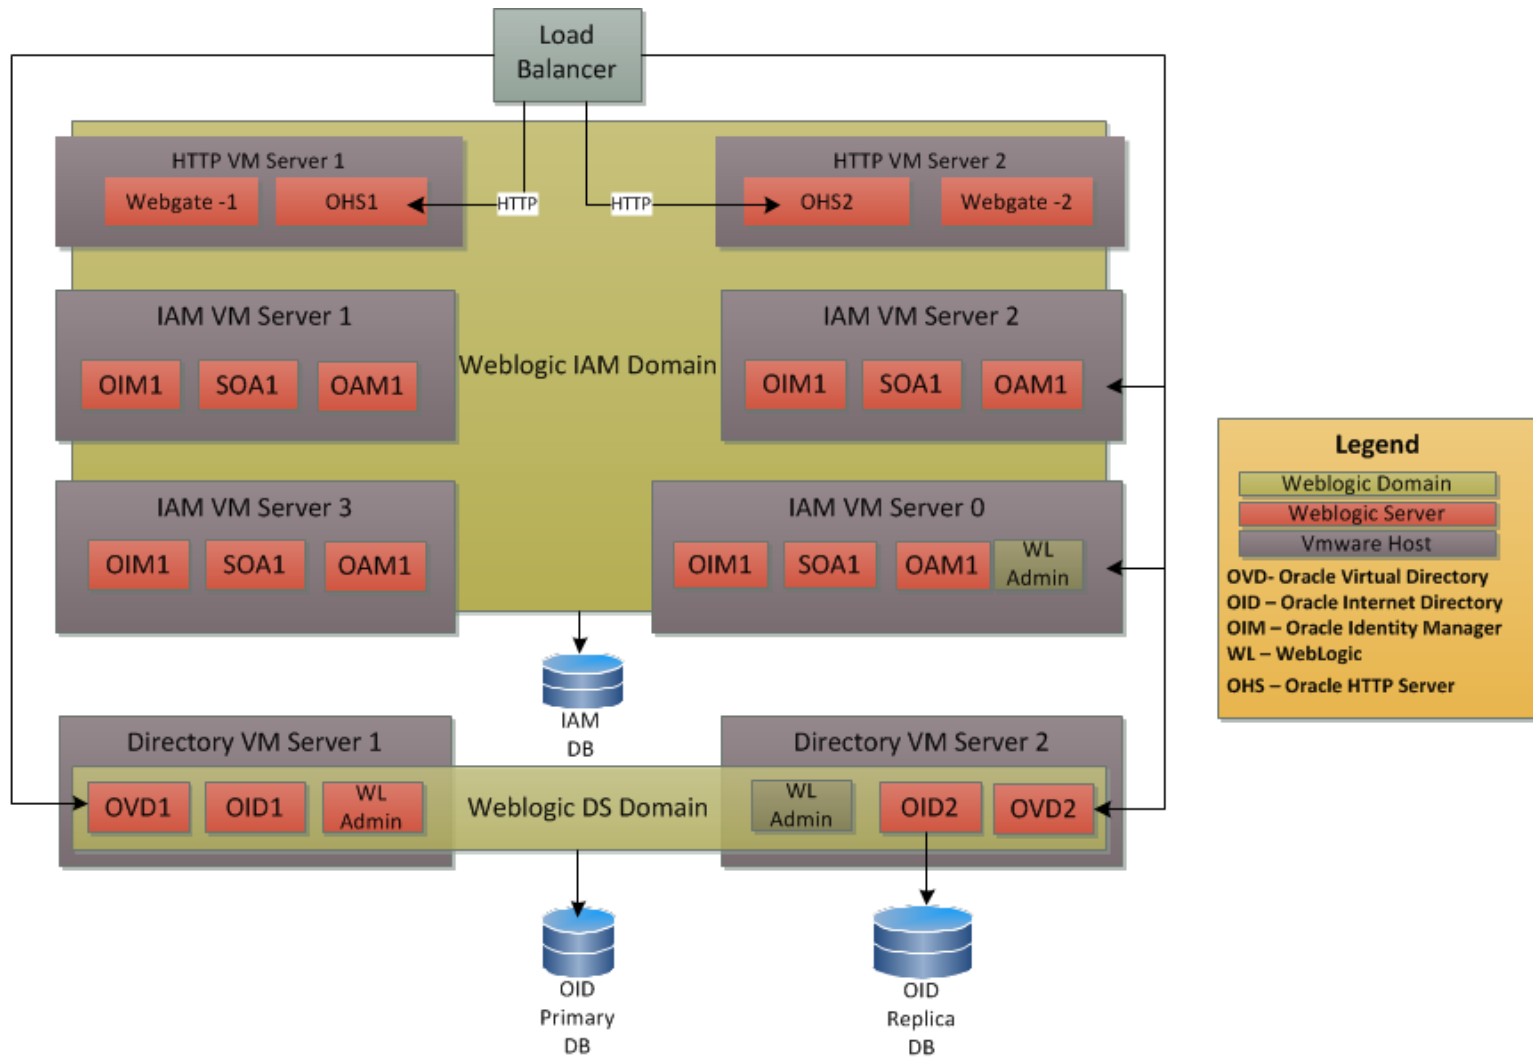 Load
Balancer
HTTP VM Server 1
Webgate -1
OHS1
HTTP
HTTP
HTTP VM Server 2
OHS2
Webgate -2
IAM VM Server 1
OIM1
SOA1
OAM1
Weblogic IAM Domain
IAM VM Server 2
OIM1
SOA1
OAM1
IAM VM Server 3
OIM1
SOA1
OAM1
IAM VM Server 0
OIM1
SOA1
OAM1
WL
Admin
IAM
DB
Directory VM Server 1
OVD1
OID1
WL
Admin
Weblogic DS Domain
Directory VM Server 2
WL
Admin
OID2
OVD2
OID
Primary
DB
OID
Replica
DB
Legend
Weblogic Domain
Weblogic Server
Vmware Host
OVD- Oracle Virtual Directory
OID – Oracle Internet Directory
OIM – Oracle Identity Manager
WL – WebLogic
OHS – Oracle HTTP Server